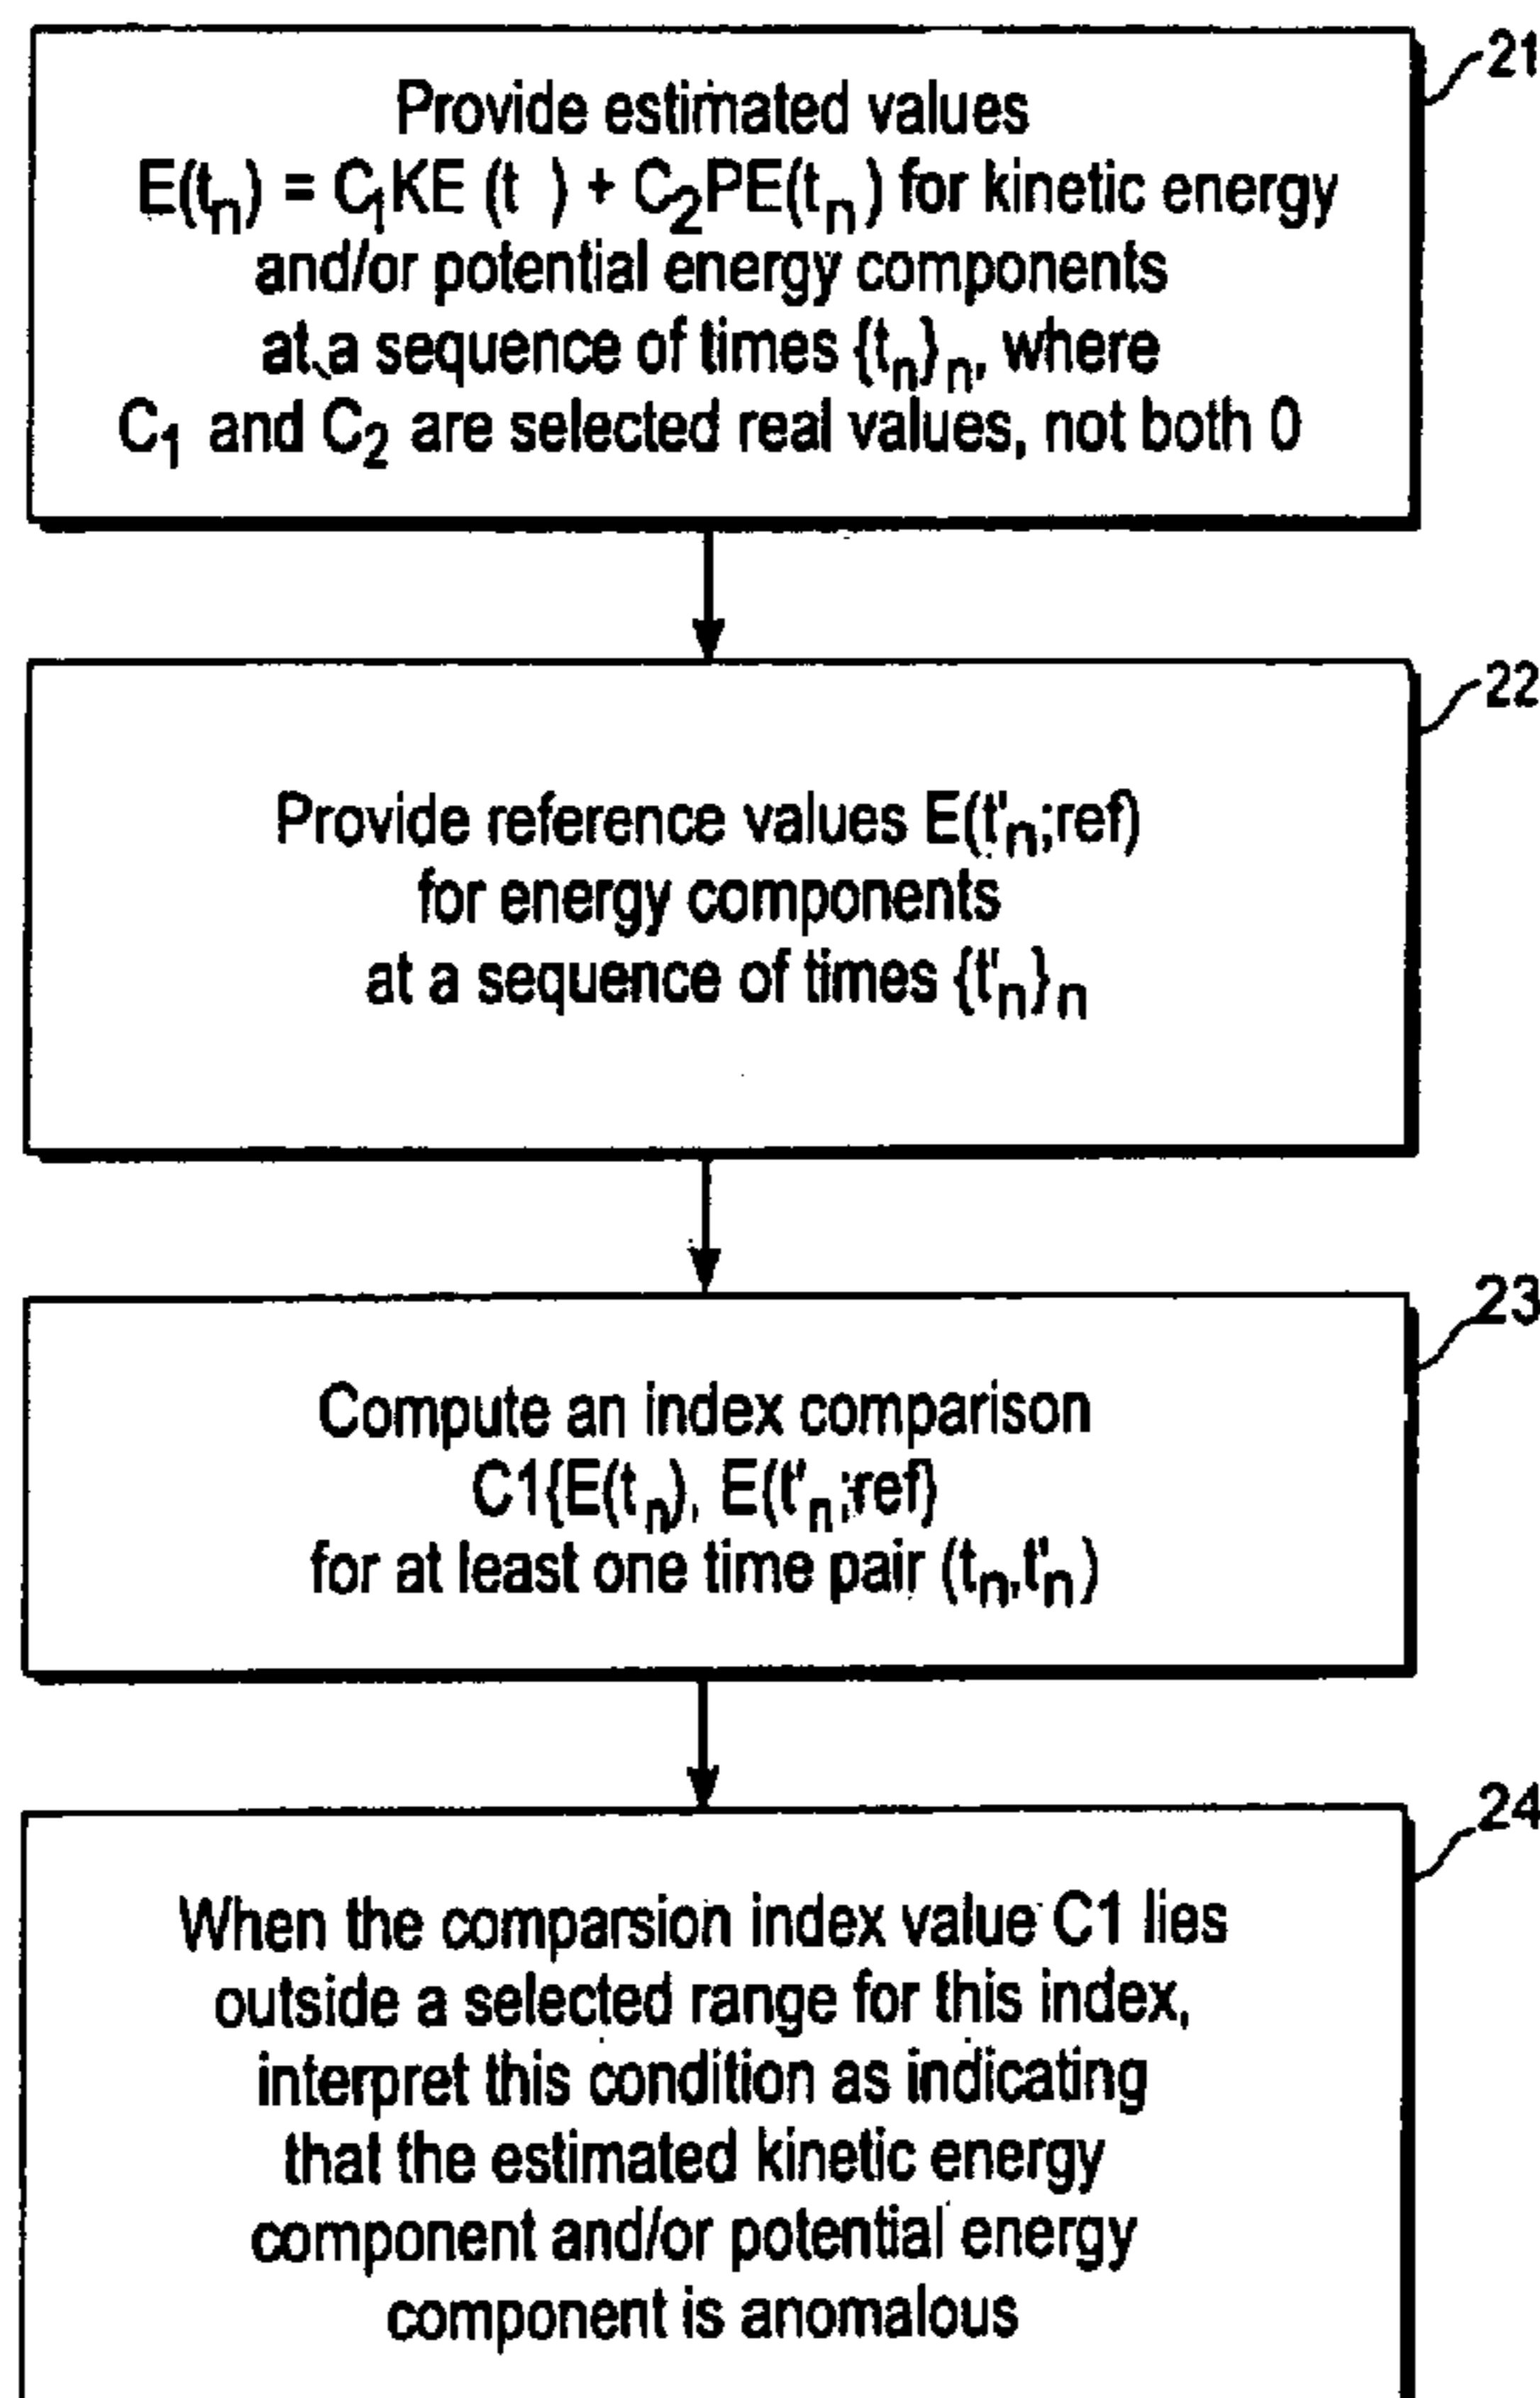 21
Provide estimated values
E(tₙ) = C₁KE (t ) + C₂PE(tₙ) for kinetic energy
and/or potential energy components
at a sequence of times {tₙ}ₙ, where
C₁ and C₂ are selected real values, not both 0
22
Provide reference values E(t'ₙ;ref)
for energy components
at a sequence of times {t'ₙ}ₙ
23
Compute an index comparison
C1{E(tₙ), E(t'ₙ;ref}
for at least one time pair (tₙ,t'ₙ)
24
When the comparsion index value C1 lies
outside a selected range for this index,
interpret this condition as indicating
that the estimated kinetic energy
component and/or potential energy
component is anomalous